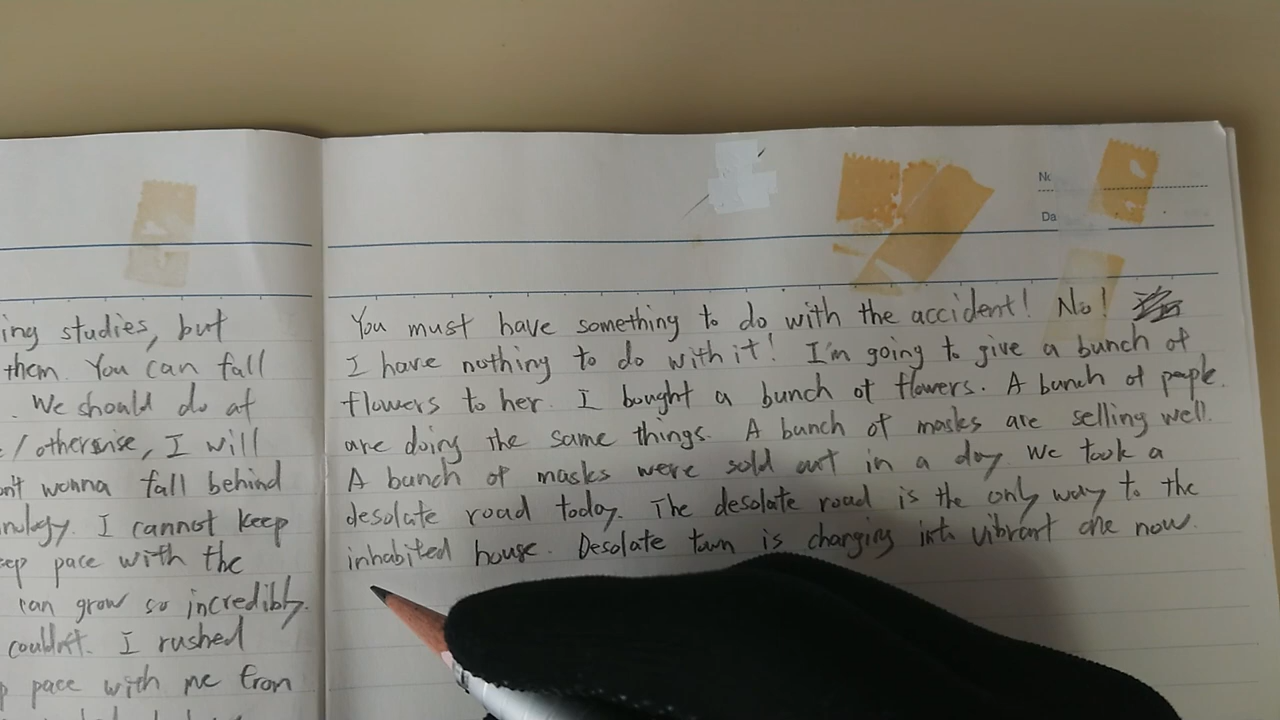 ing studies, but
them. You can fall
. We should do at
/ otherwise, I will
n't wanna fall behind
nology. I cannot keep
eep pace with the
can grow so incredibly.
couldn't. I rushed
p pace with me from
No
Da
You must have something to do with the accident! No!
I have nothing to do with it! I'm going to give a bunch of
flowers to her. I bought a bunch of flowers. A bunch of people
are doing the same things. A bunch of masks are selling well.
A bunch of masks were sold out in a day. We took a
desolate road today. The desolate road is the only way to the
inhabited house. Desolate town is changing into vibrant one now.